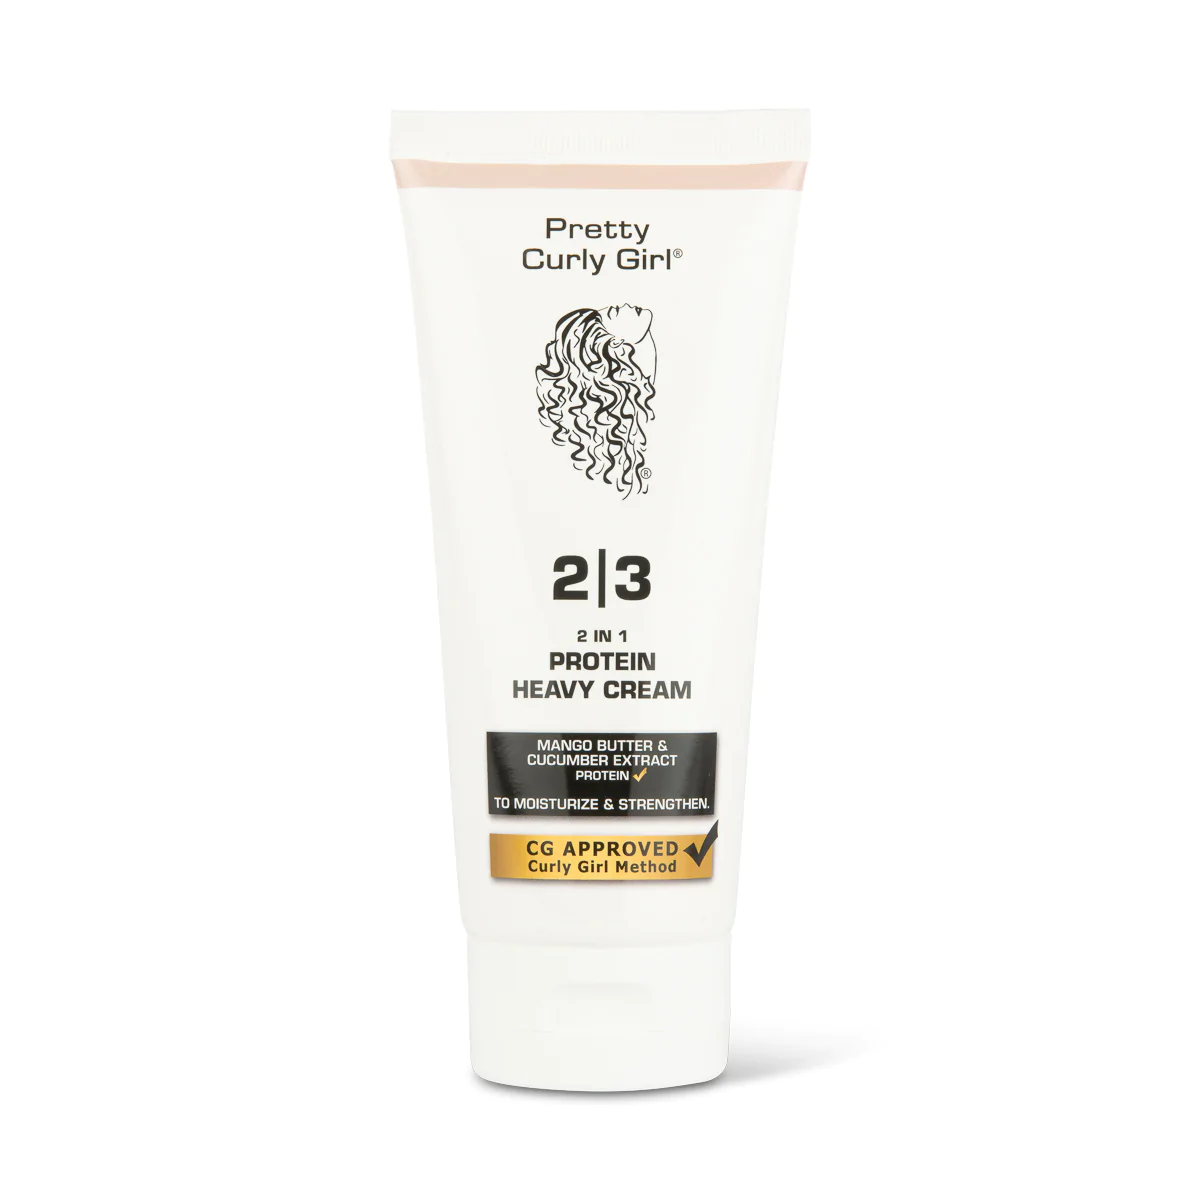 Pretty
Curly Girl®
®
2|3
2 IN 1
PROTEIN
HEAVY CREAM
MANGO BUTTER &
CUCUMBER EXTRACT
PROTEIN ✓
TO MOISTURIZE & STRENGTHEN.
CG APPROVED ✓
Curly Girl Method